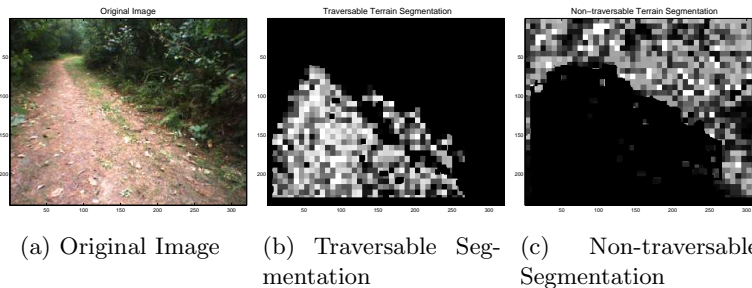 Original Image
50
100
150
200
50 100 150 200 250 300
Traversable Terrain Segmentation
50
100
150
200
50 100 150 200 250 300
Non−traversable Terrain Segmentation
50
100
150
200
50 100 150 200 250 300
(a) Original Image
(b) Traversable Seg-
mentation
(c) Non-traversable
Segmentation